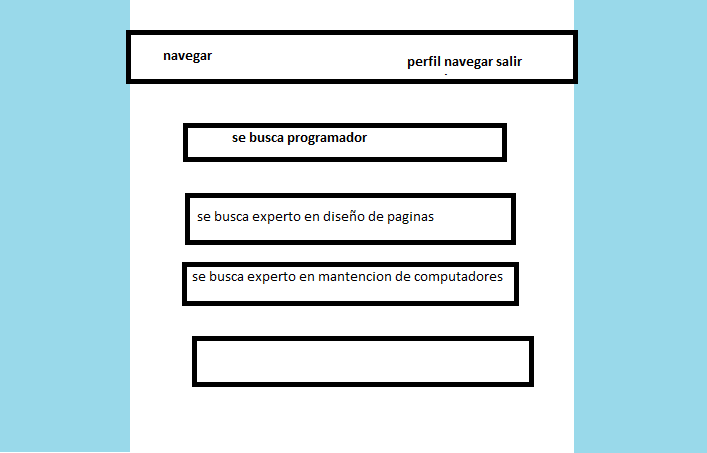 navegar
perfil navegar salir
se busca programador
se busca experto en diseño de paginas
se busca experto en mantencion de computadores